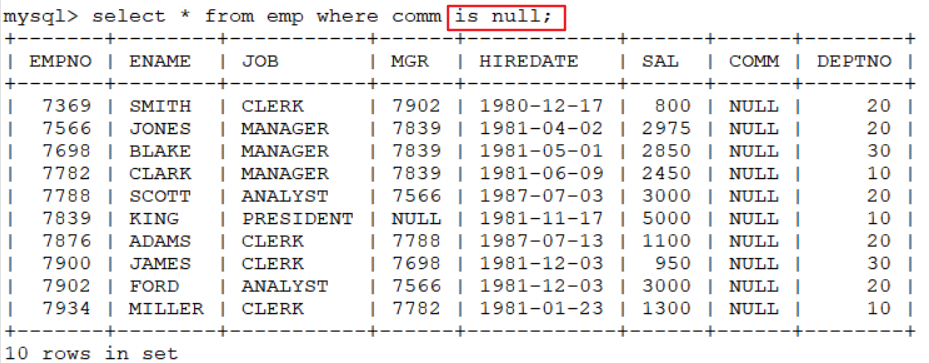 mysql> select * from emp where comm is null;
+-------+--------+-----------+------+------------+------+------+--------+
| EMPNO | ENAME  | JOB       | MGR  | HIREDATE   | SAL  | COMM | DEPTNO |
+-------+--------+-----------+------+------------+------+------+--------+
|  7369 | SMITH  | CLERK     | 7902 | 1980-12-17 |  800 | NULL |     20 |
|  7566 | JONES  | MANAGER   | 7839 | 1981-04-02 | 2975 | NULL |     20 |
|  7698 | BLAKE  | MANAGER   | 7839 | 1981-05-01 | 2850 | NULL |     30 |
|  7782 | CLARK  | MANAGER   | 7839 | 1981-06-09 | 2450 | NULL |     10 |
|  7788 | SCOTT  | ANALYST   | 7566 | 1987-07-03 | 3000 | NULL |     20 |
|  7839 | KING   | PRESIDENT | NULL | 1981-11-17 | 5000 | NULL |     10 |
|  7876 | ADAMS  | CLERK     | 7788 | 1987-07-13 | 1100 | NULL |     20 |
|  7900 | JAMES  | CLERK     | 7698 | 1981-12-03 |  950 | NULL |     30 |
|  7902 | FORD   | ANALYST   | 7566 | 1981-12-03 | 3000 | NULL |     20 |
|  7934 | MILLER | CLERK     | 7782 | 1981-01-23 | 1300 | NULL |     10 |
+-------+--------+-----------+------+------------+------+------+--------+
10 rows in set